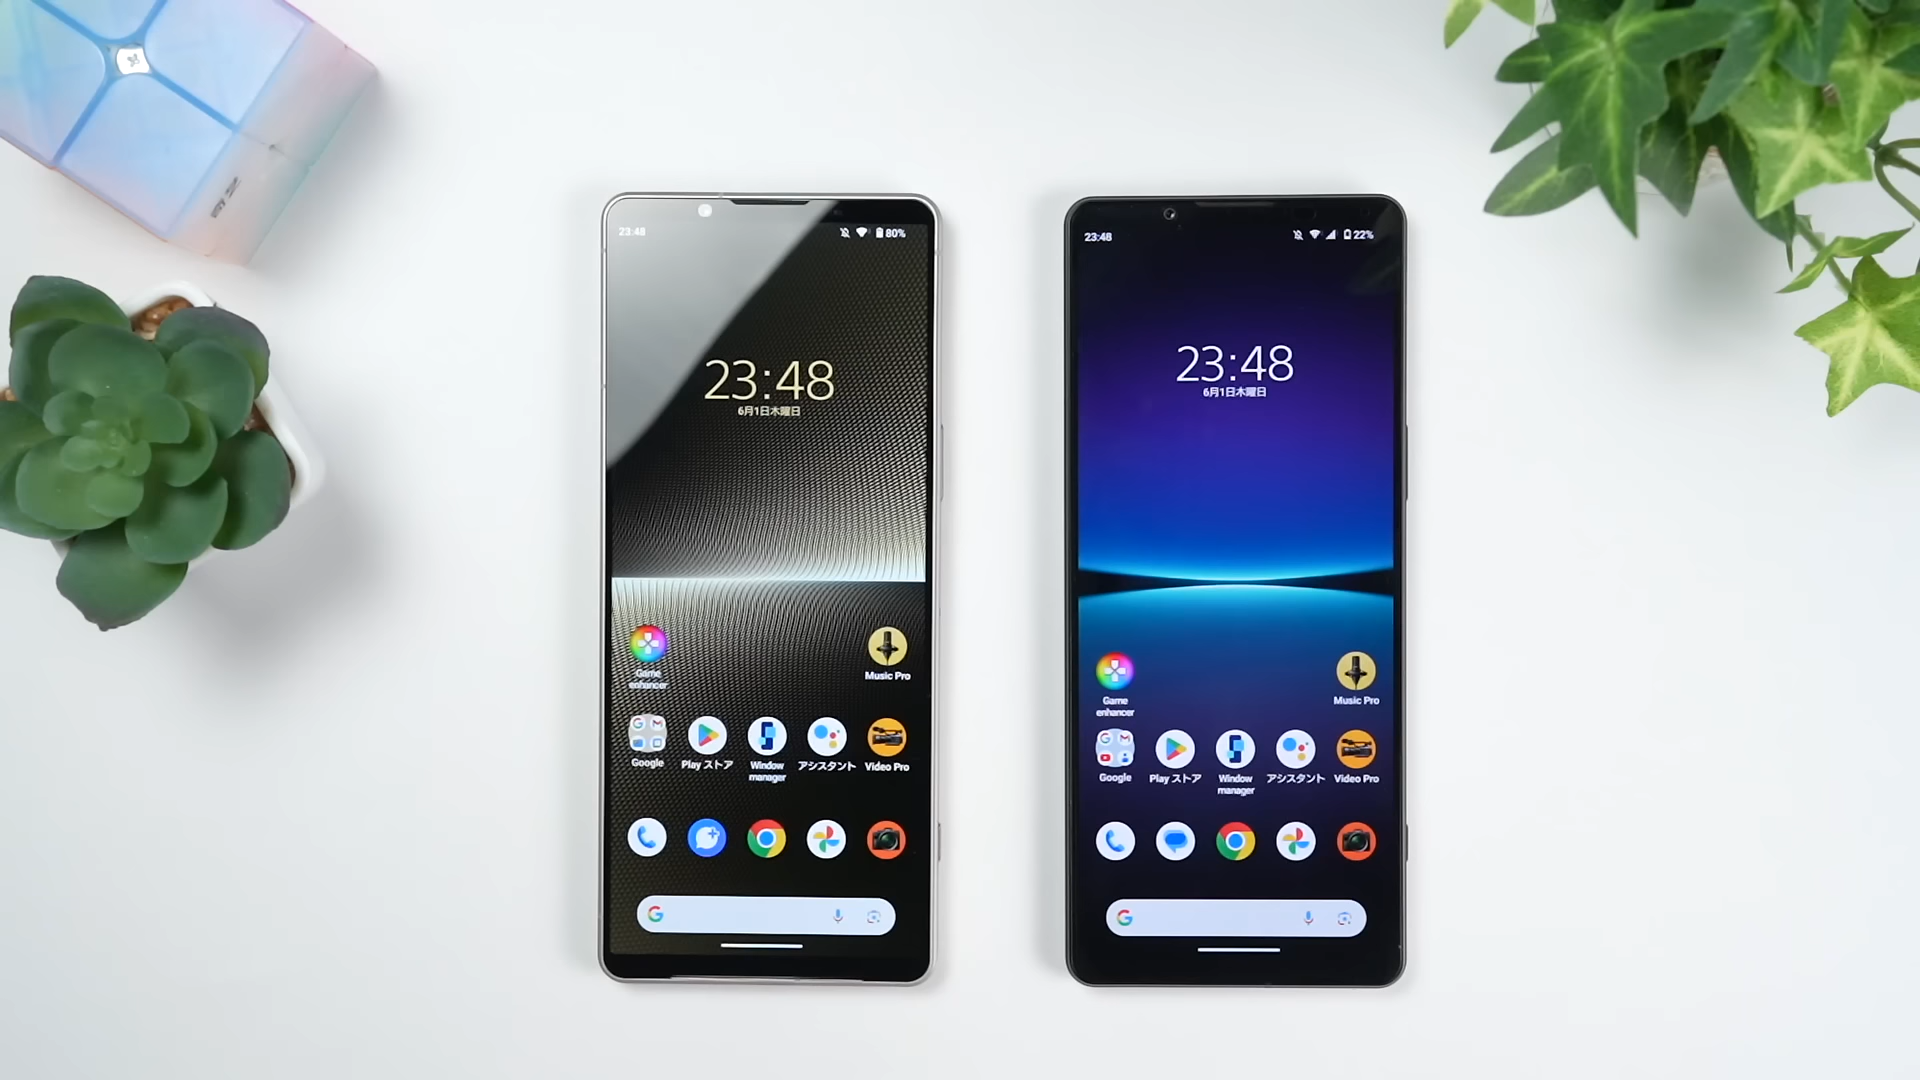 23:48
80%
23:48
6月1日木曜日
Game
enhancer
Music Pro
Google
Play ストア
Window
manager
アシスタント
Video Pro
23:48
22%
23:48
6月1日木曜日
Game
enhancer
Music Pro
Google
Play ストア
Window
manager
アシスタント
Video Pro